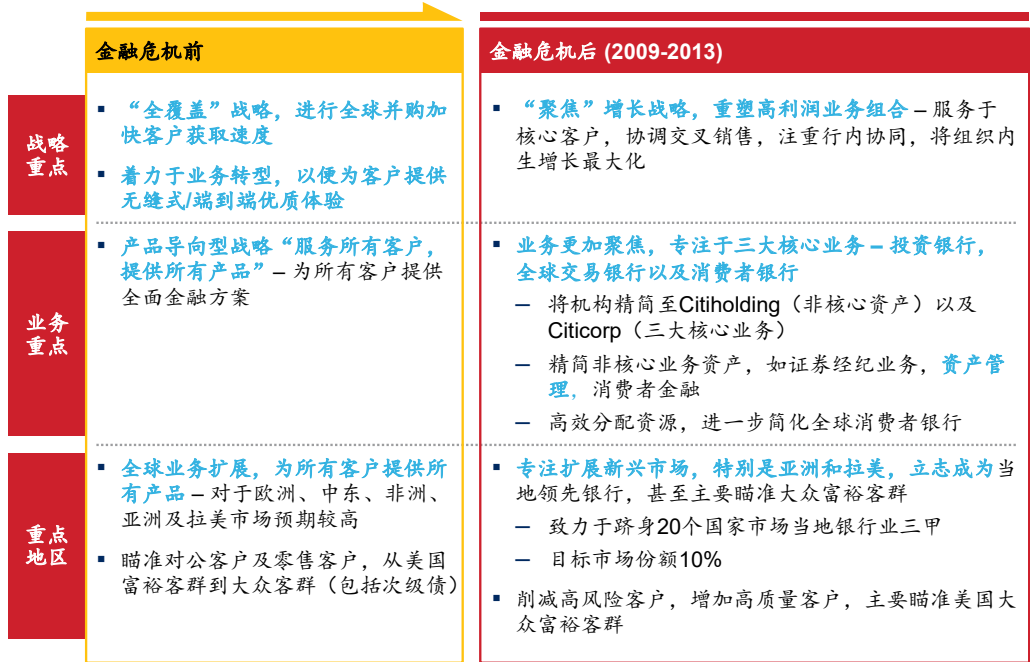 金融危机前
金融危机后 (2009-2013)
战略
重点
▪ “全覆盖”战略，进行全球并购加
快客户获取速度
▪ 着力于业务转型，以便为客户提供
无缝式/端到端优质体验
▪ “聚焦”增长战略，重塑高利润业务组合 – 服务于
核心客户，协调交叉销售，注重行内协同，将组织内
生增长最大化
业务
重点
▪ 产品导向型战略“服务所有客户，
提供所有产品” – 为所有客户提供
全面金融方案
▪ 业务更加聚焦，专注于三大核心业务 – 投资银行，
全球交易银行以及消费者银行
– 将机构精简至Citiholding（非核心资产）以及
Citicorp（三大核心业务）
– 精简非核心业务资产，如证券经纪业务，资产管
理，消费者金融
– 高效分配资源，进一步简化全球消费者银行
重点
地区
▪ 全球业务扩展，为所有客户提供所
有产品 – 对于欧洲、中东、非洲、
亚洲及拉美市场预期较高
▪ 瞄准对公客户及零售客户，从美国
富裕客群到大众客群（包括次级债）
▪ 专注扩展新兴市场，特别是亚洲和拉美，立志成为当
地领先银行，甚至主要瞄准大众富裕客群
– 致力于跻身20个国家市场当地银行业三甲
– 目标市场份额10%
▪ 削减高风险客户，增加高质量客户，主要瞄准美国大
众富裕客群